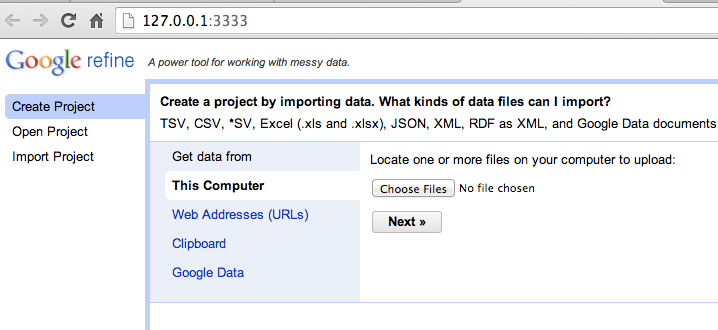 127.0.0.1:3333
Google refine A power tool for working with messy data.
Create Project
Open Project
Import Project
Create a project by importing data. What kinds of data files can I import?
TSV, CSV, *SV, Excel (.xls and .xlsx), JSON, XML, RDF as XML, and Google Data documents
Get data from
This Computer
Web Addresses (URLs)
Clipboard
Google Data
Locate one or more files on your computer to upload:
Choose Files No file chosen
Next »